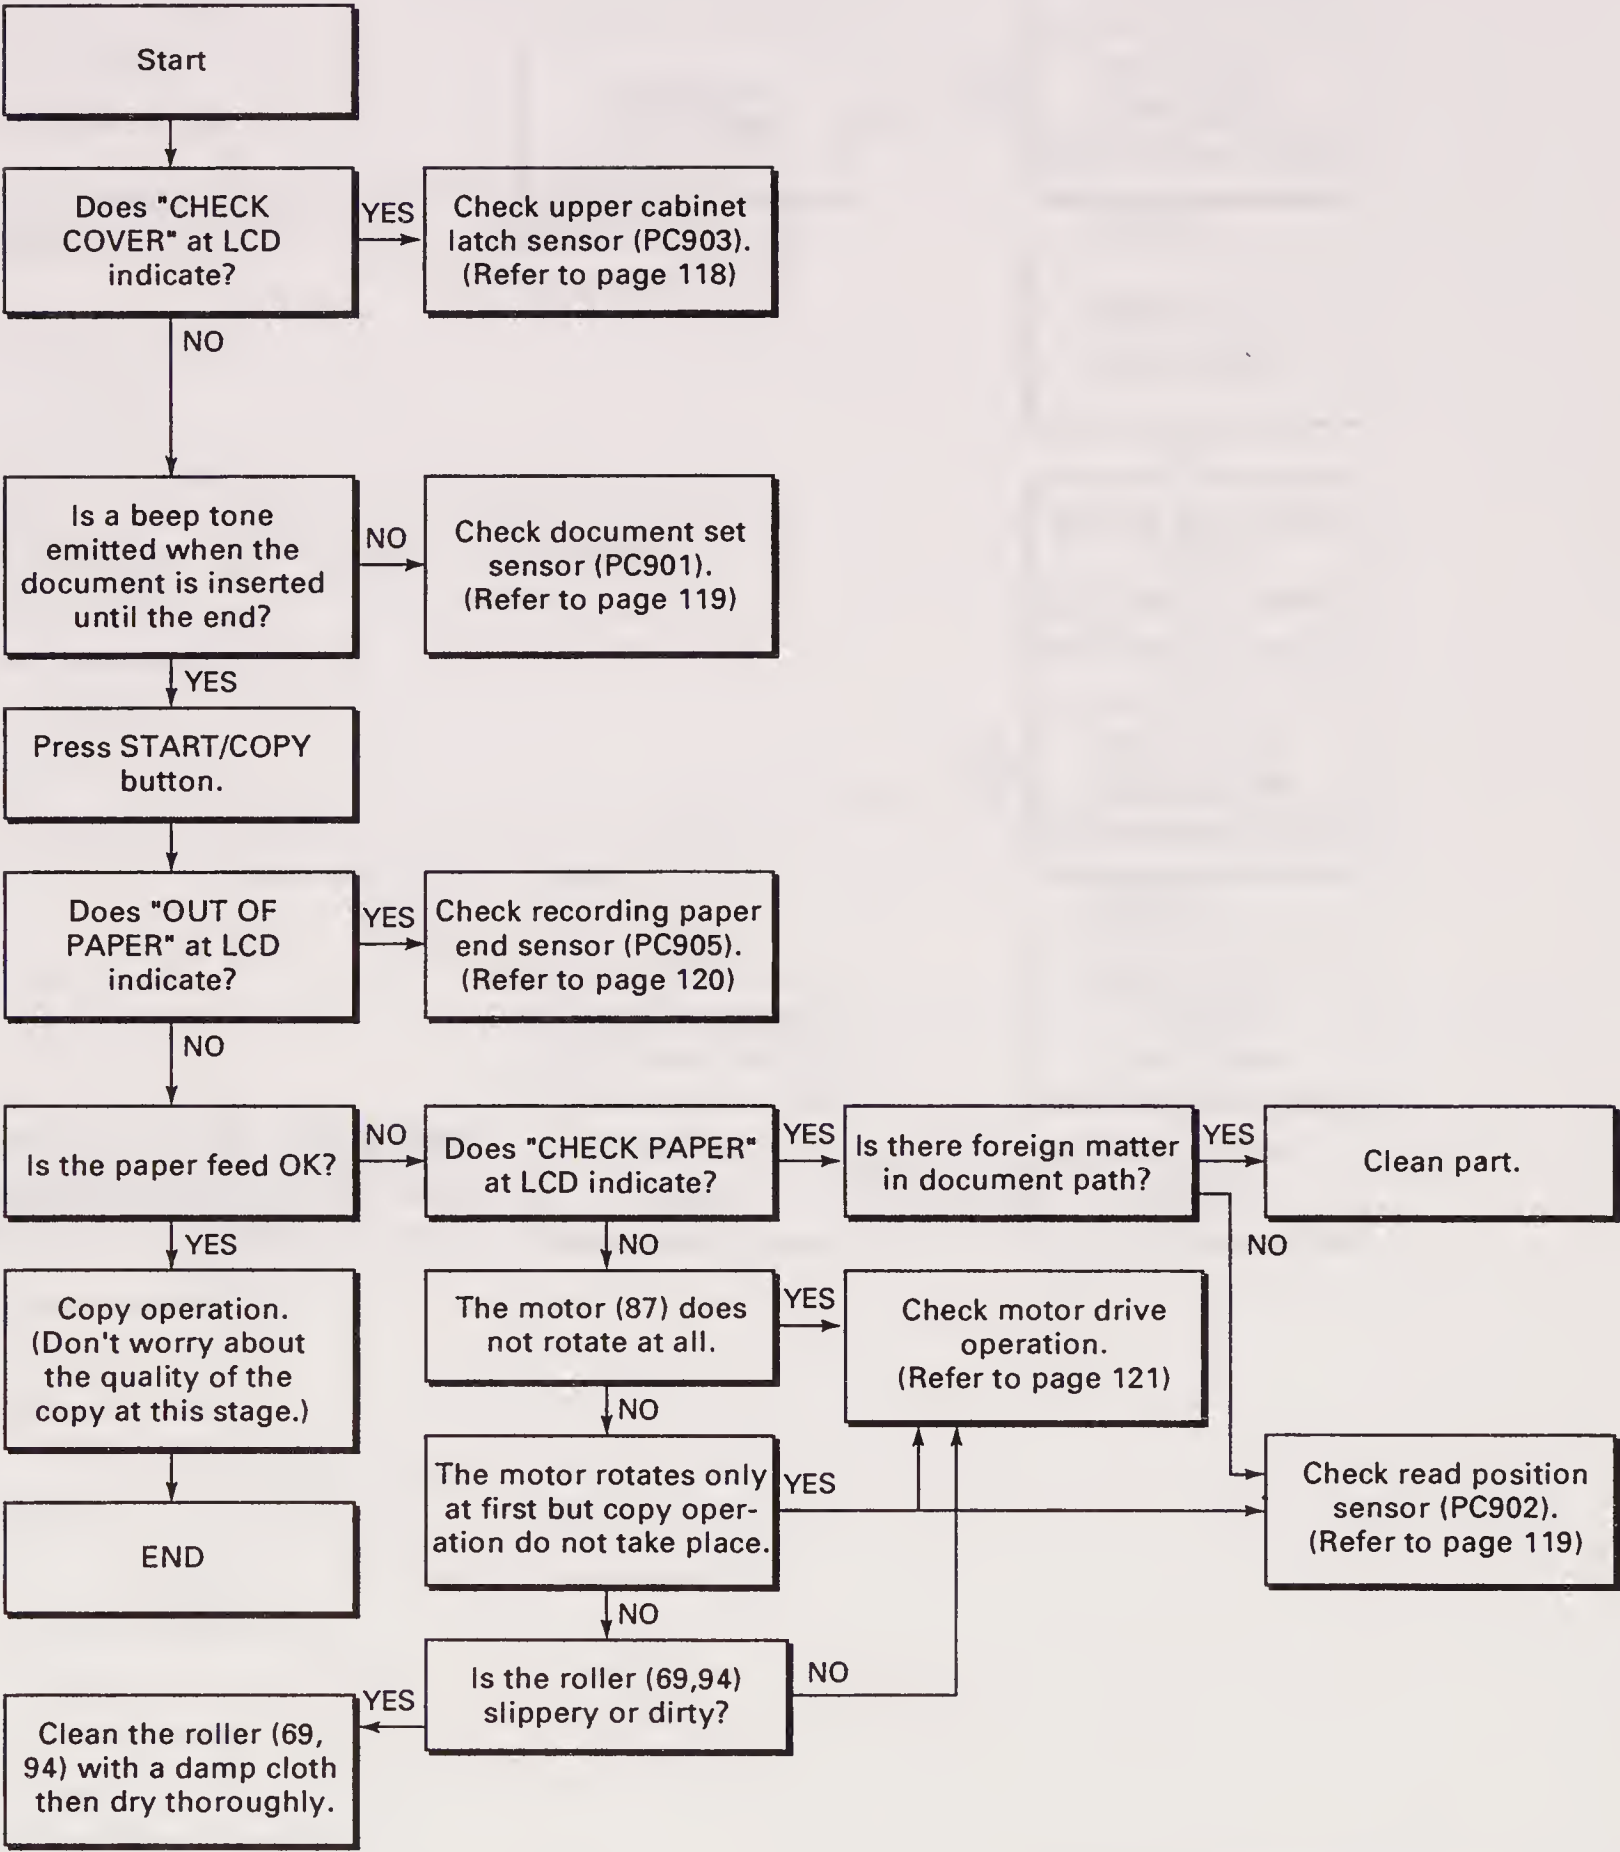 Start
Does "CHECK
COVER" at LCD
indicate?
YES
Check upper cabinet
latch sensor (PC903).
(Refer to page 118)
NO
Is a beep tone
emitted when the
document is inserted
until the end?
NO
Check document set
sensor (PC901).
(Refer to page 119)
YES
Press START/COPY
button.
Does "OUT OF
PAPER" at LCD
indicate?
YES
Check recording paper
end sensor (PC905).
(Refer to page 120)
NO
Is the paper feed OK?
NO
Does "CHECK PAPER"
at LCD indicate?
YES
Is there foreign matter
in document path?
YES
Clean part.
NO
YES
Copy operation.
(Don't worry about
the quality of the
copy at this stage.)
END
NO
The motor (87) does
not rotate at all.
YES
Check motor drive
operation.
(Refer to page 121)
NO
The motor rotates only
at first but copy oper-
ation do not take place.
YES
Check read position
sensor (PC902).
(Refer to page 119)
NO
Is the roller (69,94)
slippery or dirty?
NO
YES
Clean the roller (69,
94) with a damp cloth
then dry thoroughly.